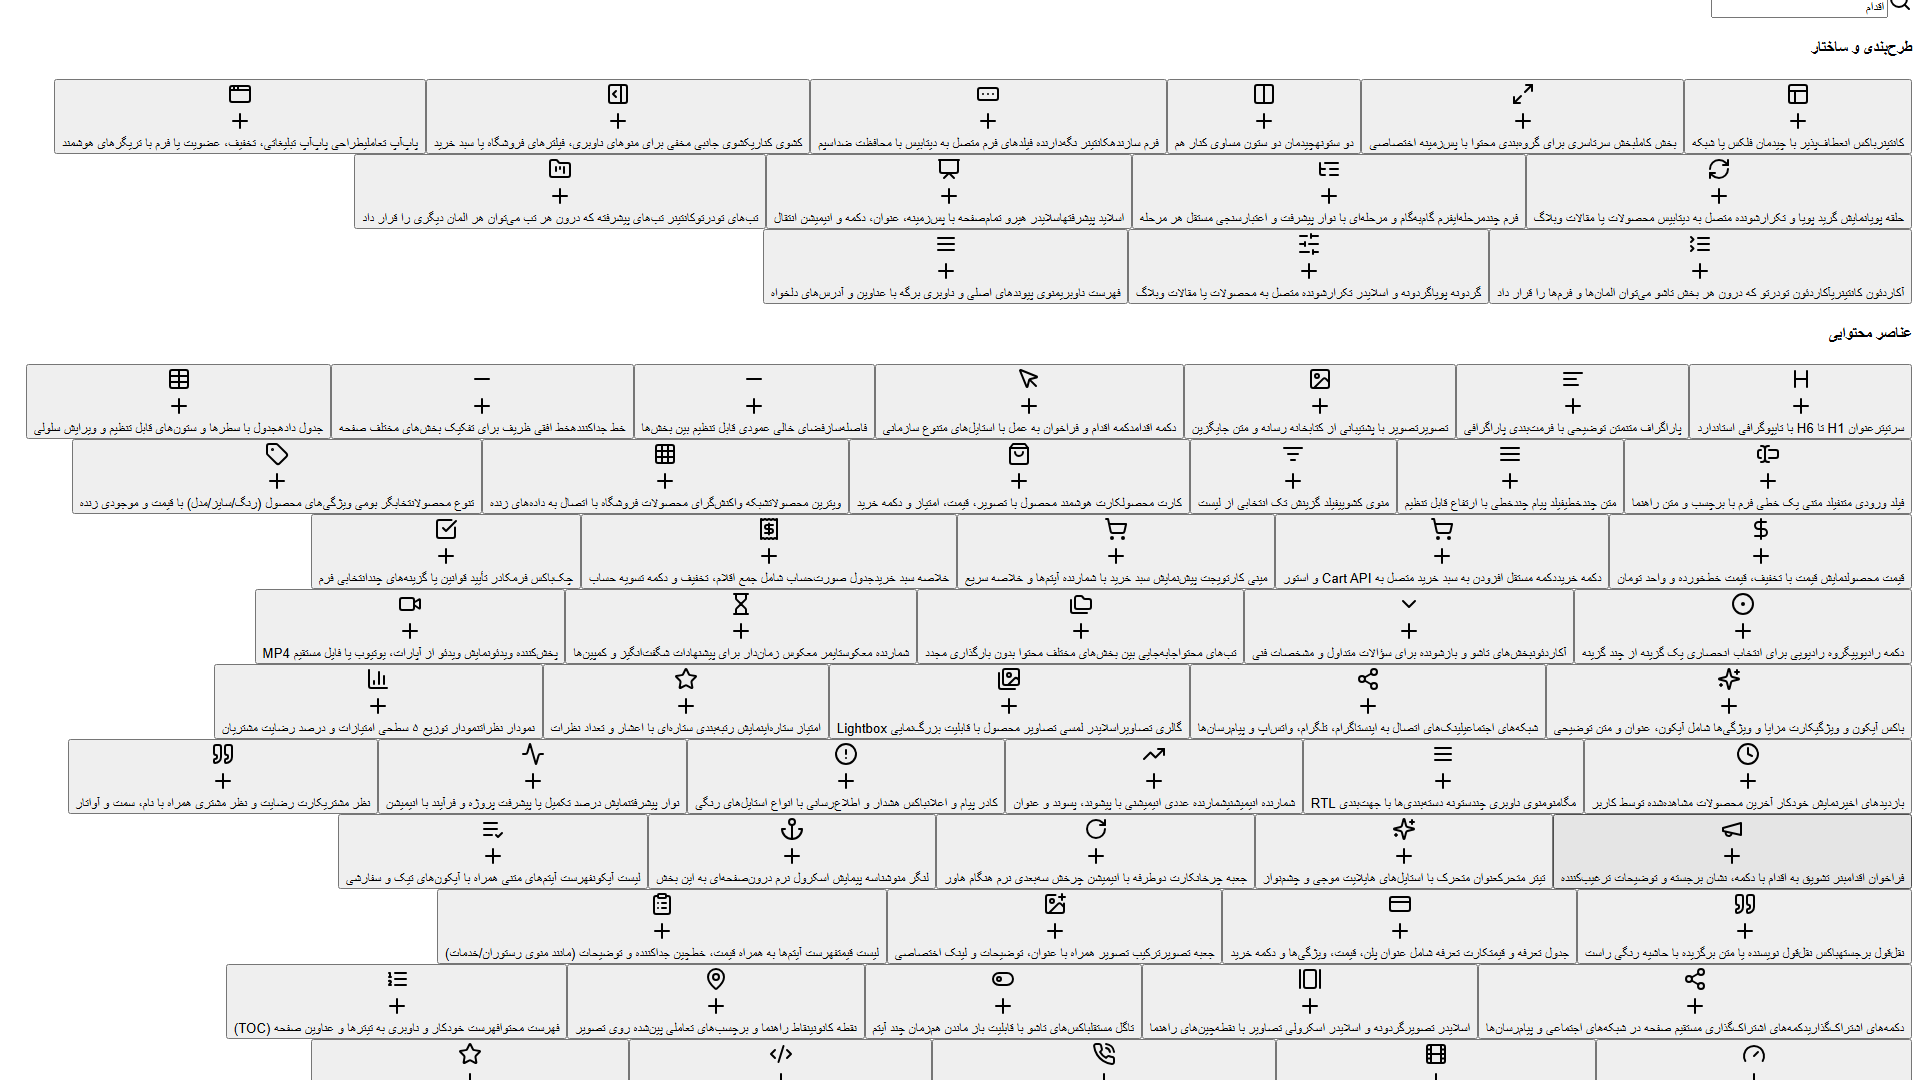 اقدام
طرح‌بندی و ساختار
کانتینرباکس انعطاف‌پذیر با چیدمان فلکس یا شبکه
بخش کاملبخش سرتاسری برای گروه‌بندی محتوا با پس‌زمینه اختصاصی
دو ستونهچیدمان دو ستون مساوی کنار هم
فرم سازندهکانتینر نگه‌دارنده فیلدهای فرم متصل به دیتابیس با محافظت ضداسپم
کشوی کناریکشوی جانبی مخفی برای منوهای ناوبری، فیلترهای فروشگاه یا سبد خرید
پاپ‌آپ تعاملیطراحی پاپ‌آپ تبلیغاتی، تخفیف، عضویت یا فرم با تریگرهای هوشمند
حلقه پویانمایش گرید پویا و تکرارشونده متصل به دیتابیس محصولات یا مقالات وبلاگ
فرم چندمرحله‌ایفرم گام‌به‌گام و مرحله‌ای با نوار پیشرفت و اعتبارسنجی مستقل هر مرحله
اسلاید پیشرفتهاسلایدر هیرو تمام‌صفحه با پس‌زمینه، عنوان، دکمه و انیمیشن انتقال
تب‌های تودرتوکانتینر تب‌های پیشرفته که درون هر تب می‌توان هر المان دیگری را قرار داد
آکاردئون کانتینریآکاردئون تودرتو که درون هر بخش تاشو می‌توان المان‌ها و فرم‌ها را قرار داد
گردونه پویاگردونه و اسلایدر تکرارشونده متصل به محصولات یا مقالات وبلاگ
فهرست ناوبریمنوی پیوندهای اصلی و ناوبری برگه با عناوین و آدرس‌های دلخواه
عناصر محتوایی
سرتیترعنوان H1 تا H6 با تایپوگرافی استاندارد
پاراگراف متنمتن توضیحی با فرمت‌بندی پاراگرافی
تصویرتصویر با پشتیبانی از کتابخانه رسانه و متن جایگزین
دکمه اقدامدکمه اقدام و فراخوان به عمل با استایل‌های متنوع سازمانی
فاصله‌سازفضای خالی عمودی قابل تنظیم بین بخش‌ها
خط جداکنندهخط افقی ظریف برای تفکیک بخش‌های مختلف صفحه
جدول دادهجدول با سطرها و ستون‌های قابل تنظیم و ویرایش سلولی
فیلد ورودی متنفیلد متنی یک خطی فرم با برچسب و متن راهنما
متن چندخطیفیلد پیام چندخطی با ارتفاع قابل تنظیم
منوی کشوییفیلد گزینش تک انتخابی از لیست
کارت محصولکارت هوشمند محصول با تصویر، قیمت، امتیاز و دکمه خرید
ویترین محصولاتشبکه واکنش‌گرای محصولات فروشگاه با اتصال به داده‌های زنده
تنوع محصولانتخابگر بومی ویژگی‌های محصول (رنگ/سایز/مدل) با قیمت و موجودی زنده
قیمت محصولنمایش قیمت با تخفیف، قیمت خط‌خورده و واحد تومان
دکمه خریددکمه مستقل افزودن به سبد خرید متصل به Cart API و استور
مینی کارتویجت پیش‌نمایش سبد خرید با شمارنده آیتم‌ها و خلاصه سریع
خلاصه سبد خریدجدول صورت‌حساب شامل جمع اقلام، تخفیف و دکمه تسویه حساب
چک‌باکس فرمکادر تأیید قوانین یا گزینه‌های چندانتخابی فرم
دکمه رادیوییگروه رادیویی برای انتخاب انحصاری یک گزینه از چند گزینه
آکاردئونبخش‌های تاشو و بازشونده برای سؤالات متداول و مشخصات فنی
تب‌های محتواجابه‌جایی بین بخش‌های مختلف محتوا بدون بارگذاری مجدد
شمارنده معکوستایمر معکوس زمان‌دار برای پیشنهادات شگفت‌انگیز و کمپین‌ها
پخش‌کننده ویدئونمایش ویدئو از آپارات، یوتیوب یا فایل مستقیم MP4
باکس آیکون و ویژگیکارت مزایا و ویژگی‌ها شامل آیکون، عنوان و متن توضیحی
شبکه‌های اجتماعیلینک‌های اتصال به اینستاگرام، تلگرام، واتس‌اپ و پیام‌رسان‌ها
گالری تصاویراسلایدر لمسی تصاویر محصول با قابلیت بزرگ‌نمایی Lightbox
امتیاز ستاره‌اینمایش رتبه‌بندی ستاره‌ای با اعشار و تعداد نظرات
نمودار نظراتنمودار توزیع ۵ سطحی امتیازات و درصد رضایت مشتریان
بازدیدهای اخیرنمایش خودکار آخرین محصولات مشاهده‌شده توسط کاربر
مگامنومنوی ناوبری چندستونه دسته‌بندی‌ها با جهت‌بندی RTL
شمارنده انیمیشنیشمارنده عددی انیمیشنی با پیشوند، پسوند و عنوان
کادر پیام و اعلانباکس هشدار و اطلاع‌رسانی با انواع استایل‌های رنگی
نوار پیشرفتنمایش درصد تکمیل یا پیشرفت پروژه و فرآیند با انیمیشن
نظر مشتریکارت رضایت و نظر مشتری همراه با نام، سمت و آواتار
فراخوان اقدامبنر تشویق به اقدام با دکمه، نشان برجسته و توضیحات ترغیب‌کننده
تیتر متحرکعنوان متحرک با استایل‌های هایلایت موجی و چشم‌نواز
جعبه چرخانکارت دوطرفه با انیمیشن چرخش سه‌بعدی نرم هنگام هاور
لنگر منوشناسه پیمایش اسکرول نرم درون‌صفحه‌ای به این بخش
لیست آیکونفهرست آیتم‌های متنی همراه با آیکون‌های تیک و سفارشی
نقل‌قول برجستهباکس نقل‌قول نویسنده یا متن برگزیده با حاشیه رنگی راست
جدول تعرفه و قیمتکارت تعرفه شامل عنوان پلن، قیمت، ویژگی‌ها و دکمه خرید
جعبه تصویرترکیب تصویر همراه با عنوان، توضیحات و لینک اختصاصی
لیست قیمتفهرست آیتم‌ها به همراه قیمت، خط‌چین جداکننده و توضیحات (مانند منوی رستوران/خدمات)
دکمه‌های اشتراک‌گذاریدکمه‌های اشتراک‌گذاری مستقیم صفحه در شبکه‌های اجتماعی و پیام‌رسان‌ها
اسلایدر تصویرگردونه و اسلایدر اسکرولی تصاویر با نقطه‌چین‌های راهنما
تاگل مستقلباکس‌های تاشو با قابلیت باز ماندن هم‌زمان چند آیتم
نقطه کانونینقاط راهنما و برچسب‌های تعاملی پین‌شده روی تصویر
فهرست محتوافهرست خودکار و ناوبری به تیترها و عناوین صفحه (TOC)